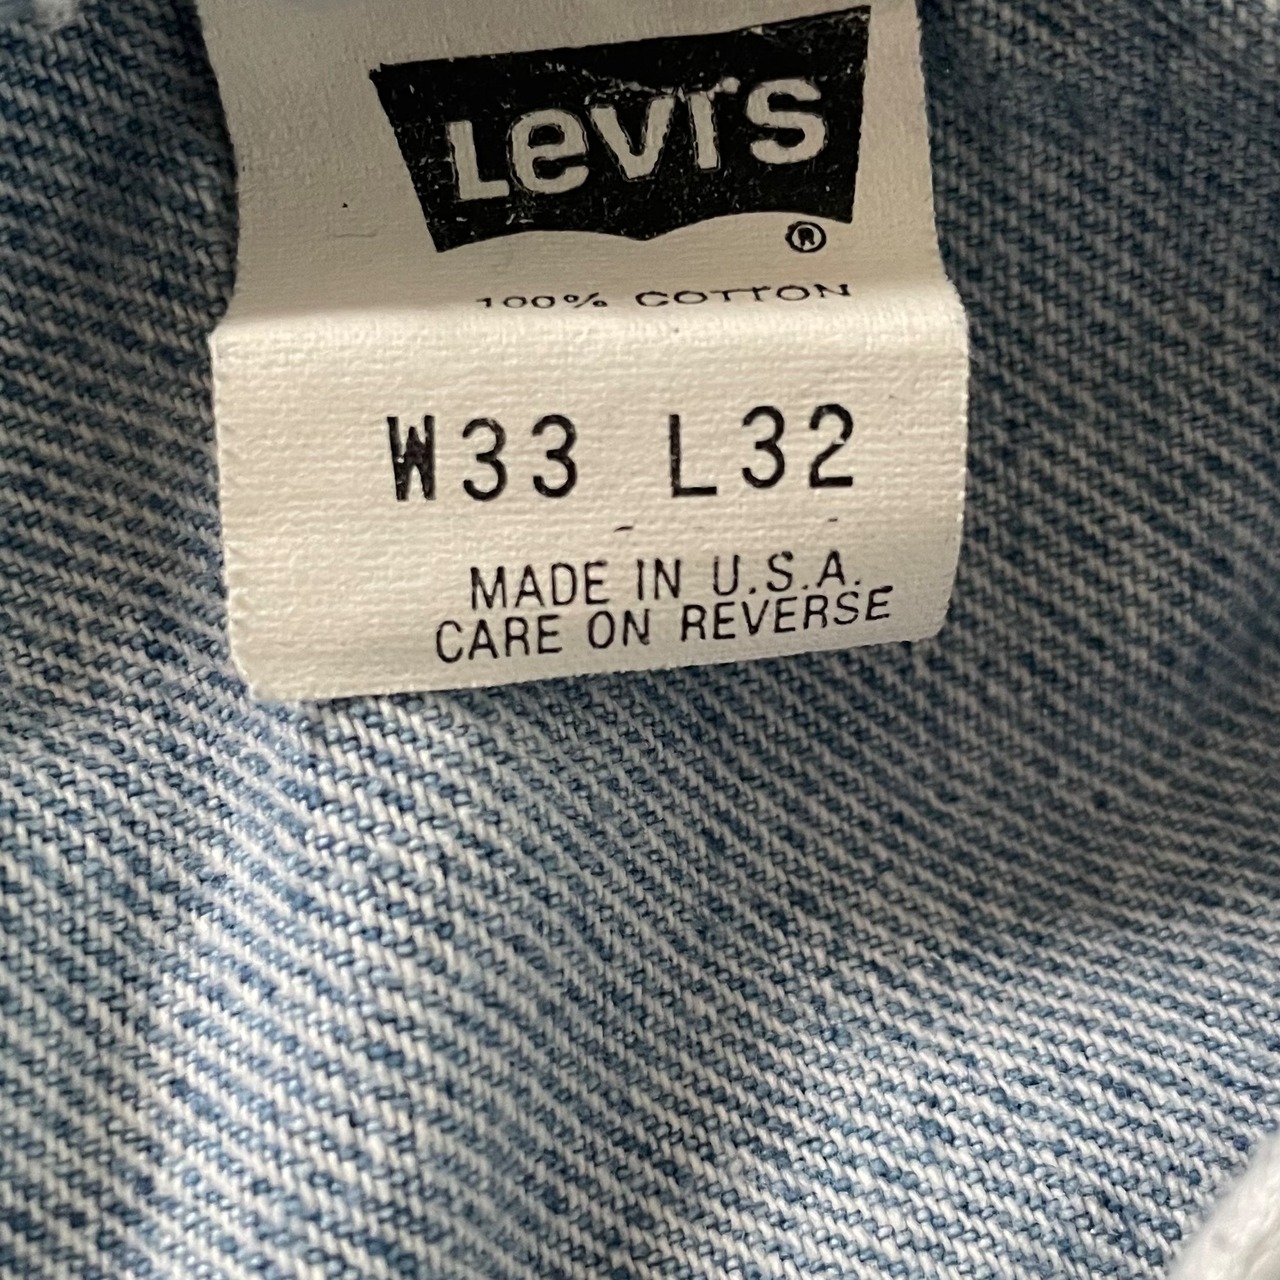 Levi's
®
100% COTTON
W33 L32
MADE IN U.S.A.
CARE ON REVERSE